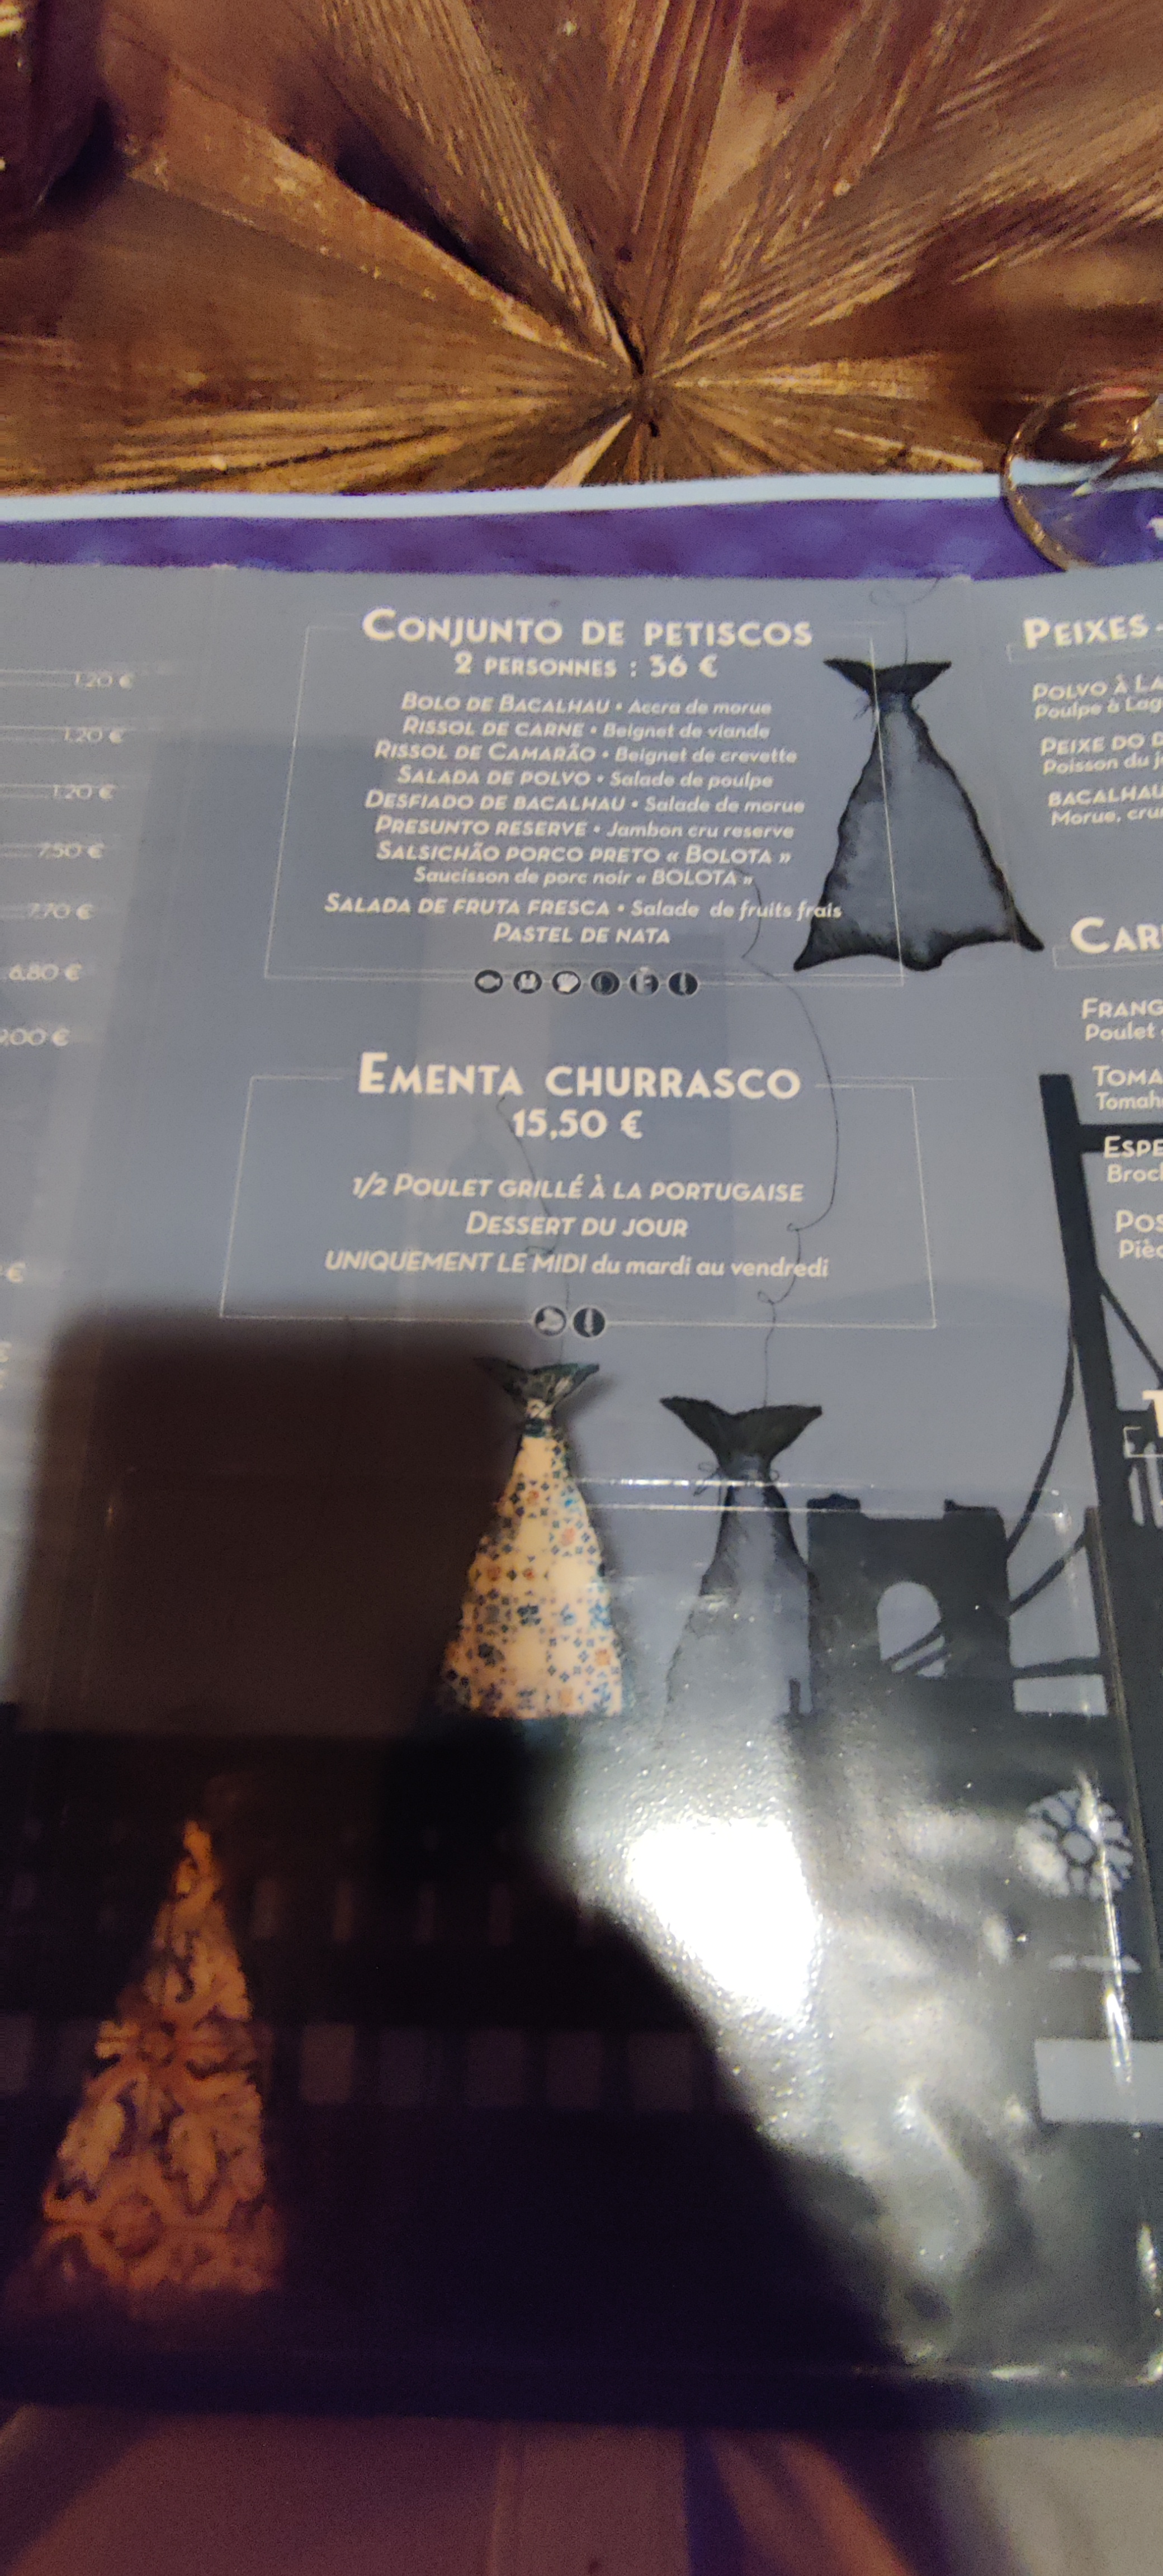 1.20 €
1.20 €
1.20 €
7.50 €
7.70 €
6.80 €
€
CONJUNTO DE PETISCOS
2 PERSONNES : 36 €
BOLO DE BACALHAU • Accra de morue
RISSOL DE CARNE • Beignet de viande
RISSOL DE CAMARÃO • Beignet de crevette
SALADA DE POLVO • Salade de poulpe
DESFIADO DE BACALHAU • Salade de morue
PRESUNTO RESERVE • Jambon cru reserve
SALSICHÃO PORCO PRETO « BOLOTA »
Saucisson de porc noir « BOLOTA »
SALADA DE FRUTA FRESCA • Salade de fruits frais
PASTEL DE NATA
EMENTA CHURRASCO
15,50 €
1/2 POULET GRILLÉ À LA PORTUGAISE
DESSERT DU JOUR
UNIQUEMENT LE MIDI du mardi au vendredi
PEIXES
POLVO À LA
Poulpe à Lag
PEIXE DO D
Poisson du j
BACALHAU
Morue, cru
CAR
FRANG
Poulet
TOMA
Tomah
ESPE
Broch
POS
Pièc